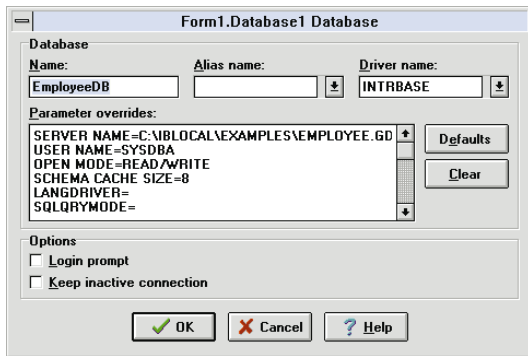 Form1.Database1 Database
Database
Name: Alias name: Driver name:
EmployeeDB INTRBASE
Parameter overrides:
SERVER NAME=C:\IBLOCAL\EXAMPLES\EMPLOYEE.GD
USER NAME=SYSDBA
OPEN MODE=READ/WRITE
SCHEMA CACHE SIZE=8
LANGDRIVER=
SQLQRYMODE=
Defaults
Clear
Options
Login prompt
Keep inactive connection
OK Cancel Help